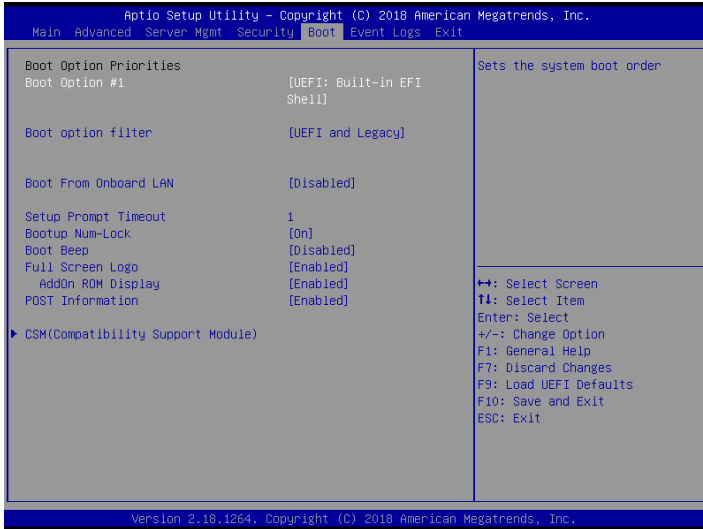 Aptio Setup Utility – Copyright (C) 2018 American Megatrends, Inc.
Main Advanced Server Mgmt Security Boot Event Logs Exit
Boot Option Priorities
Boot Option #1 [UEFI: Built-in EFI
Shell]
Boot option filter [UEFI and Legacy]
Boot From Onboard LAN [Disabled]
Setup Prompt Timeout 1
Bootup Num-Lock [On]
Boot Beep [Disabled]
Full Screen Logo [Enabled]
AddOn ROM Display [Enabled]
POST Information [Enabled]
CSM(Compatibility Support Module)
Sets the system boot order
↔: Select Screen
↑↓: Select Item
Enter: Select
+/-: Change Option
F1: General Help
F7: Discard Changes
F9: Load UEFI Defaults
F10: Save and Exit
ESC: Exit
Version 2.18.1264. Copyright (C) 2018 American Megatrends, Inc.